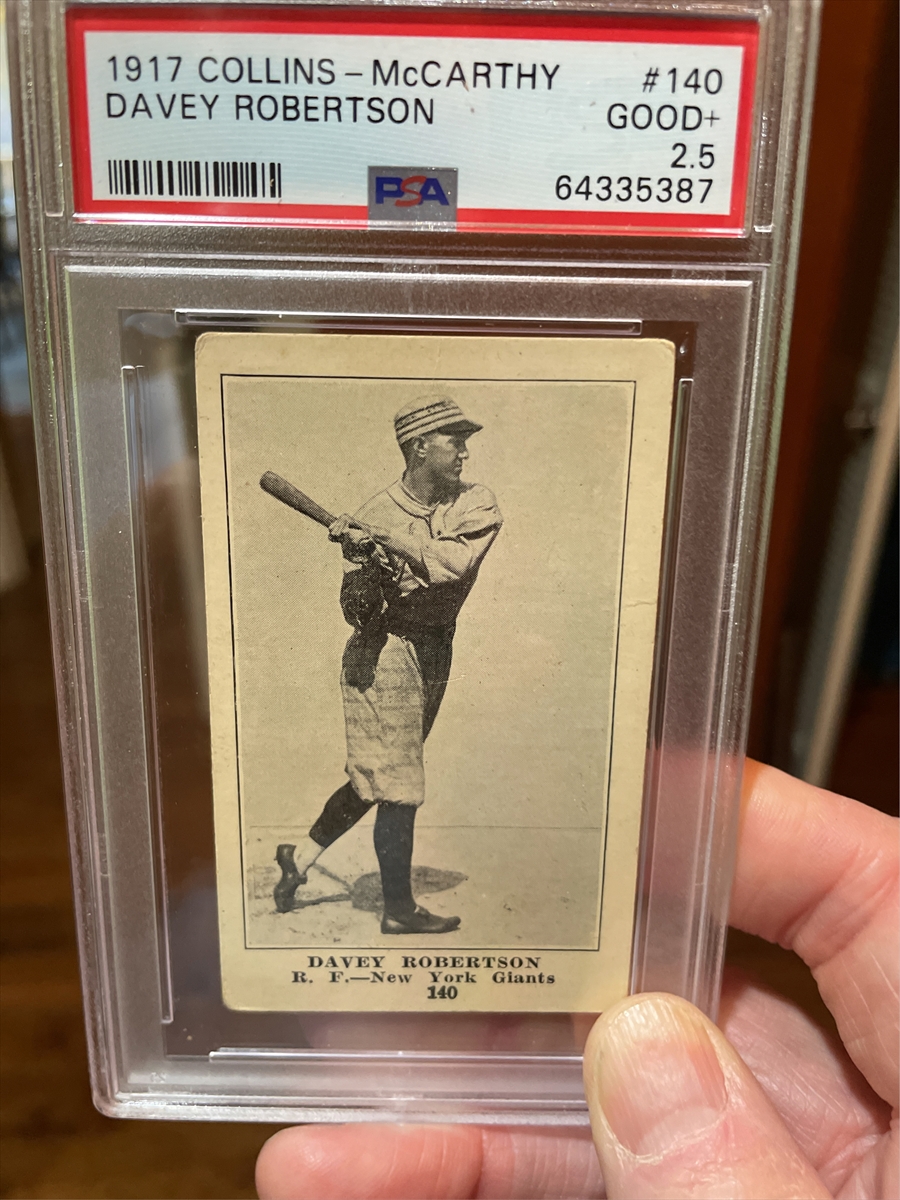 1917 COLLINS - McCARTHY #140
DAVEY ROBERTSON GOOD+
2.5
PSA 64335387
DAVEY ROBERTSON
R. F.—New York Giants
140